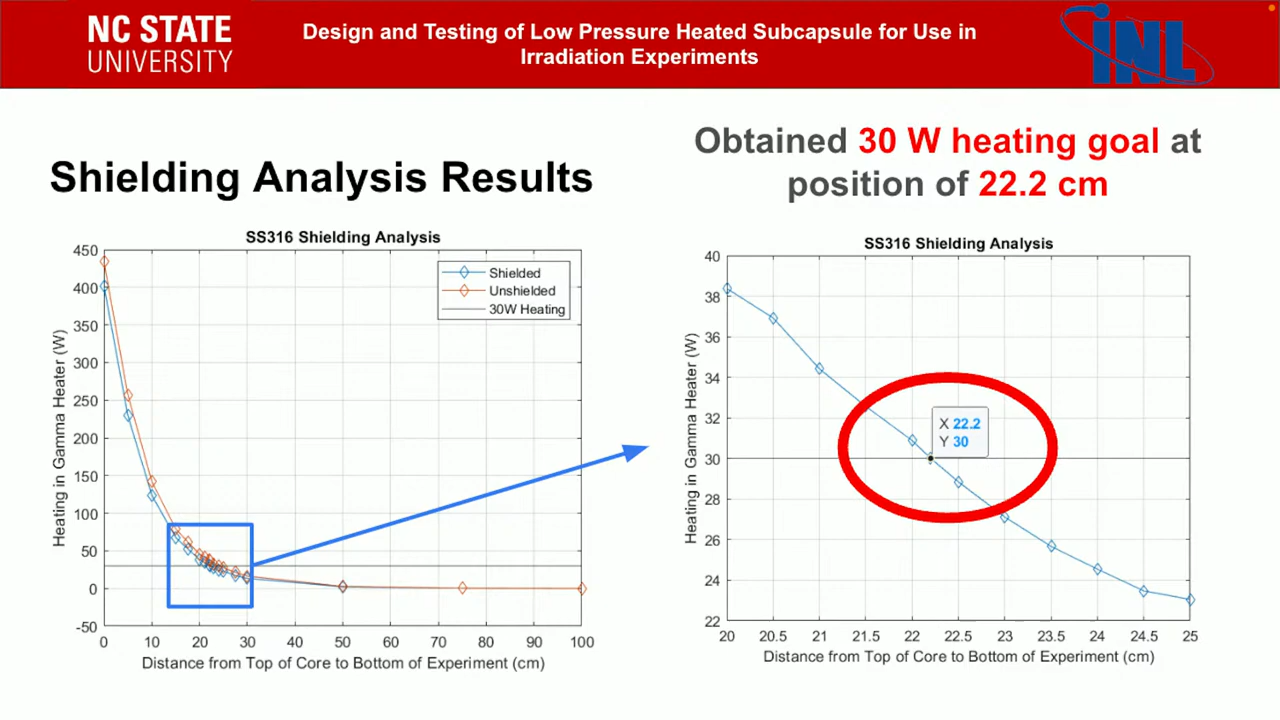 NC STATE
UNIVERSITY
Design and Testing of Low Pressure Heated Subcapsule for Use in
Irradiation Experiments
INL
Shielding Analysis Results
Obtained 30 W heating goal at
position of 22.2 cm
SS316 Shielding Analysis
450
400
350
300
250
200
150
100
50
0
-50
Heating in Gamma Heater (W)
Shielded
Unshielded
30W Heating
0 10 20 30 40 50 60 70 80 90 100
Distance from Top of Core to Bottom of Experiment (cm)
SS316 Shielding Analysis
40
38
36
34
32
30
28
26
24
22
Heating in Gamma Heater (W)
X 22.2
Y 30
20 20.5 21 21.5 22 22.5 23 23.5 24 24.5 25
Distance from Top of Core to Bottom of Experiment (cm)